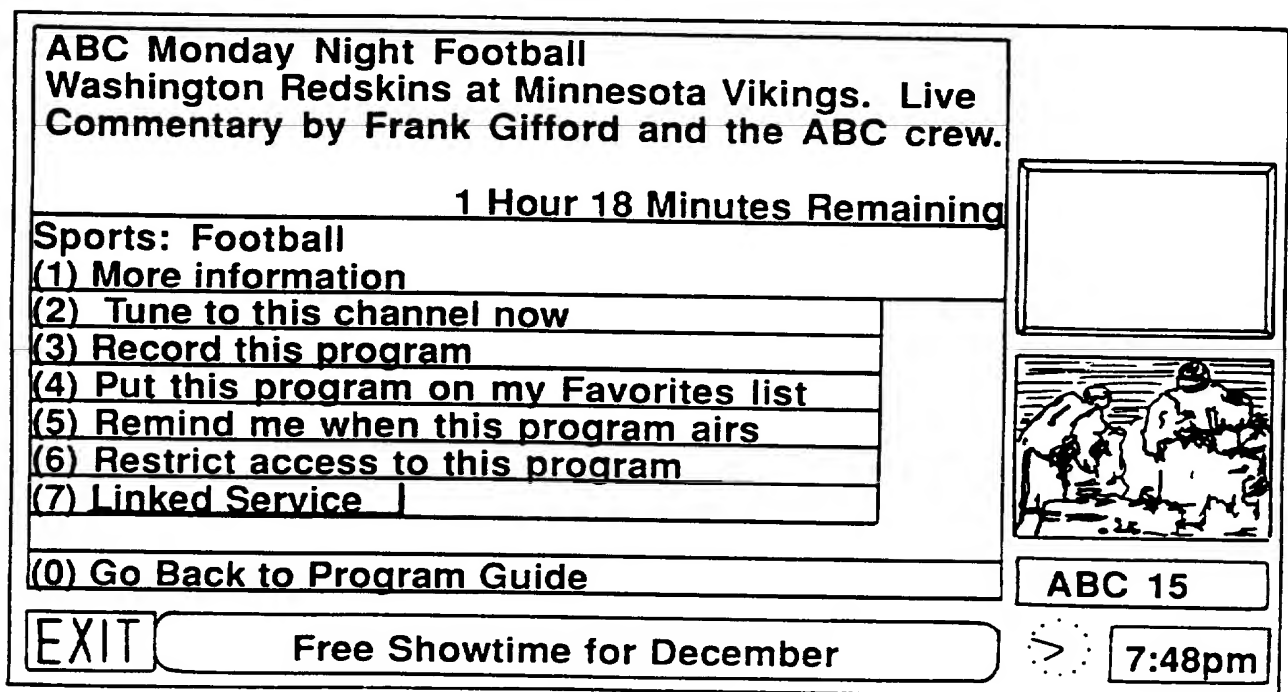 ABC Monday Night Football
Washington Redskins at Minnesota Vikings. Live
Commentary by Frank Gifford and the ABC crew.
1 Hour 18 Minutes Remaining
Sports: Football
(1) More information
(2) Tune to this channel now
(3) Record this program
(4) Put this program on my Favorites list
(5) Remind me when this program airs
(6) Restrict access to this program
(7) Linked Service
(0) Go Back to Program Guide
ABC 15
EXIT
Free Showtime for December
7:48pm